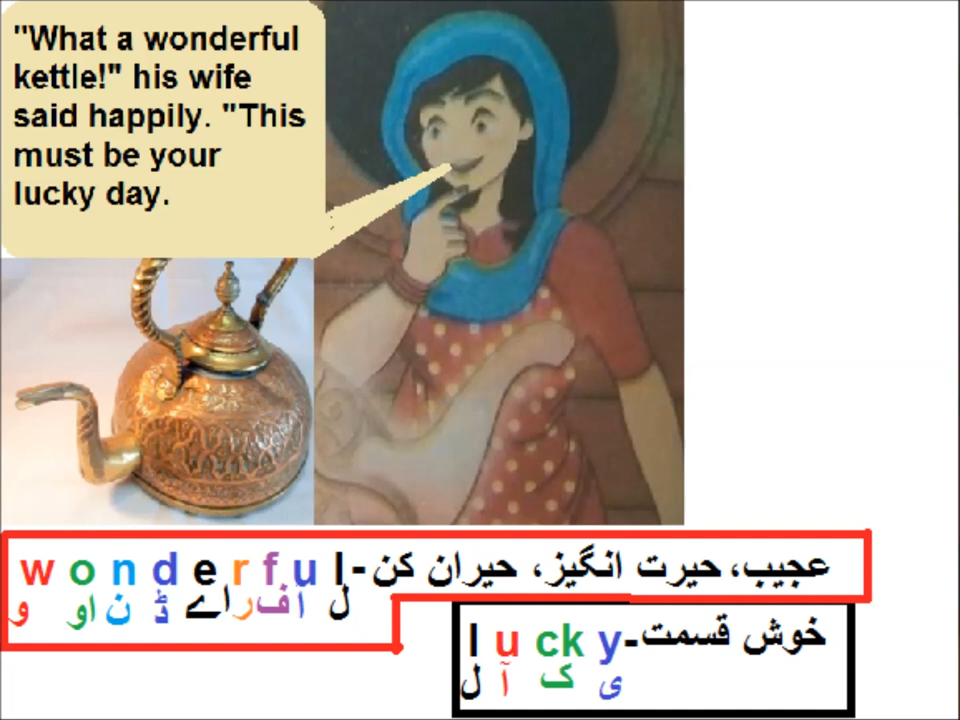 "What a wonderful
kettle!" his wife
said happily. "This
must be your
lucky day.
wonderful-عجیب، حیرت انگیز، حیران کن
و او ن ڈ اے ر ف اُ ل
lucky-خوش قسمت
ل آ ک ی